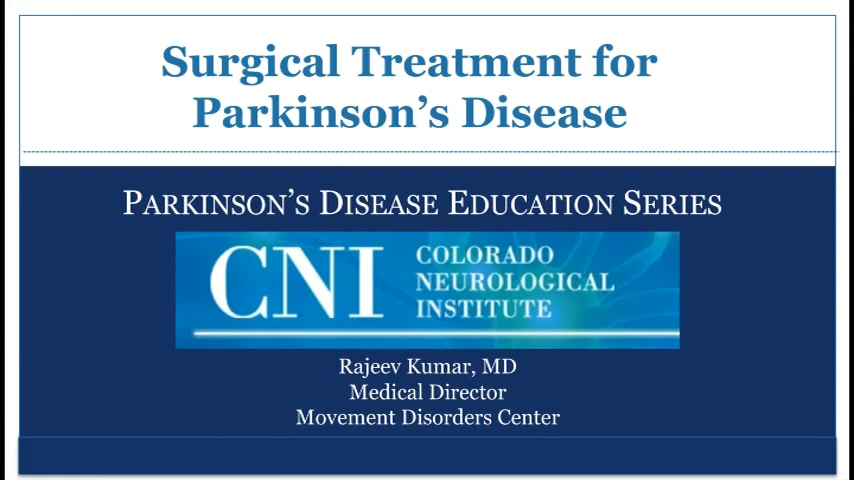 Surgical Treatment for
Parkinson’s Disease
PARKINSON’S DISEASE EDUCATION SERIES
CNI
COLORADO
NEUROLOGICAL
INSTITUTE
Rajeev Kumar, MD
Medical Director
Movement Disorders Center